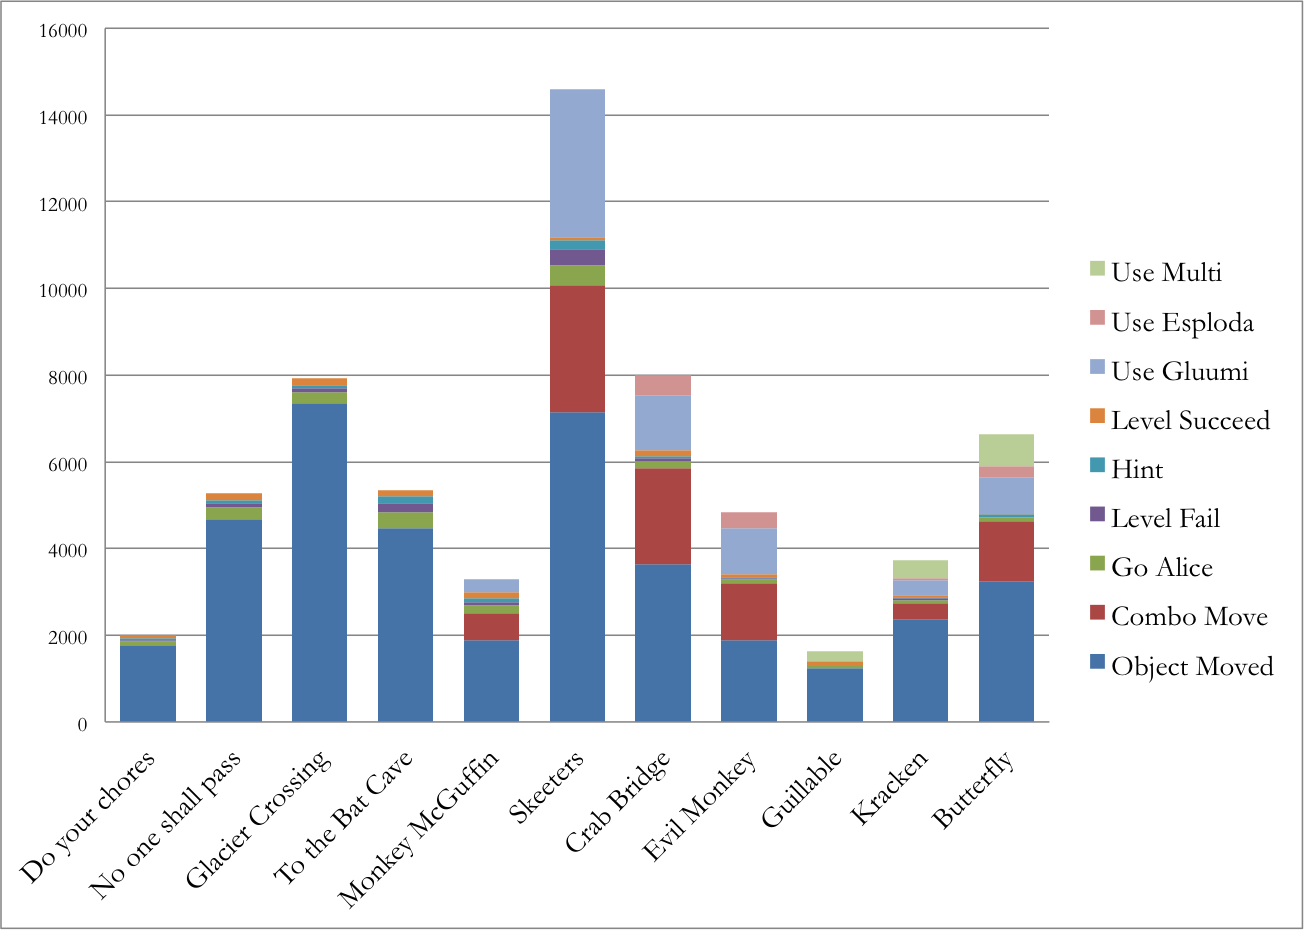 16000
14000
12000
10000
8000
6000
4000
2000
0
Use Multi
Use Esploda
Use Gluumi
Level Succeed
Hint
Level Fail
Go Alice
Combo Move
Object Moved
Do your chores
No one shall pass
Glacier Crossing
To the Bat Cave
Monkey McGuffin
Skeeters
Crab Bridge
Evil Monkey
Guillable
Kracken
Butterfly